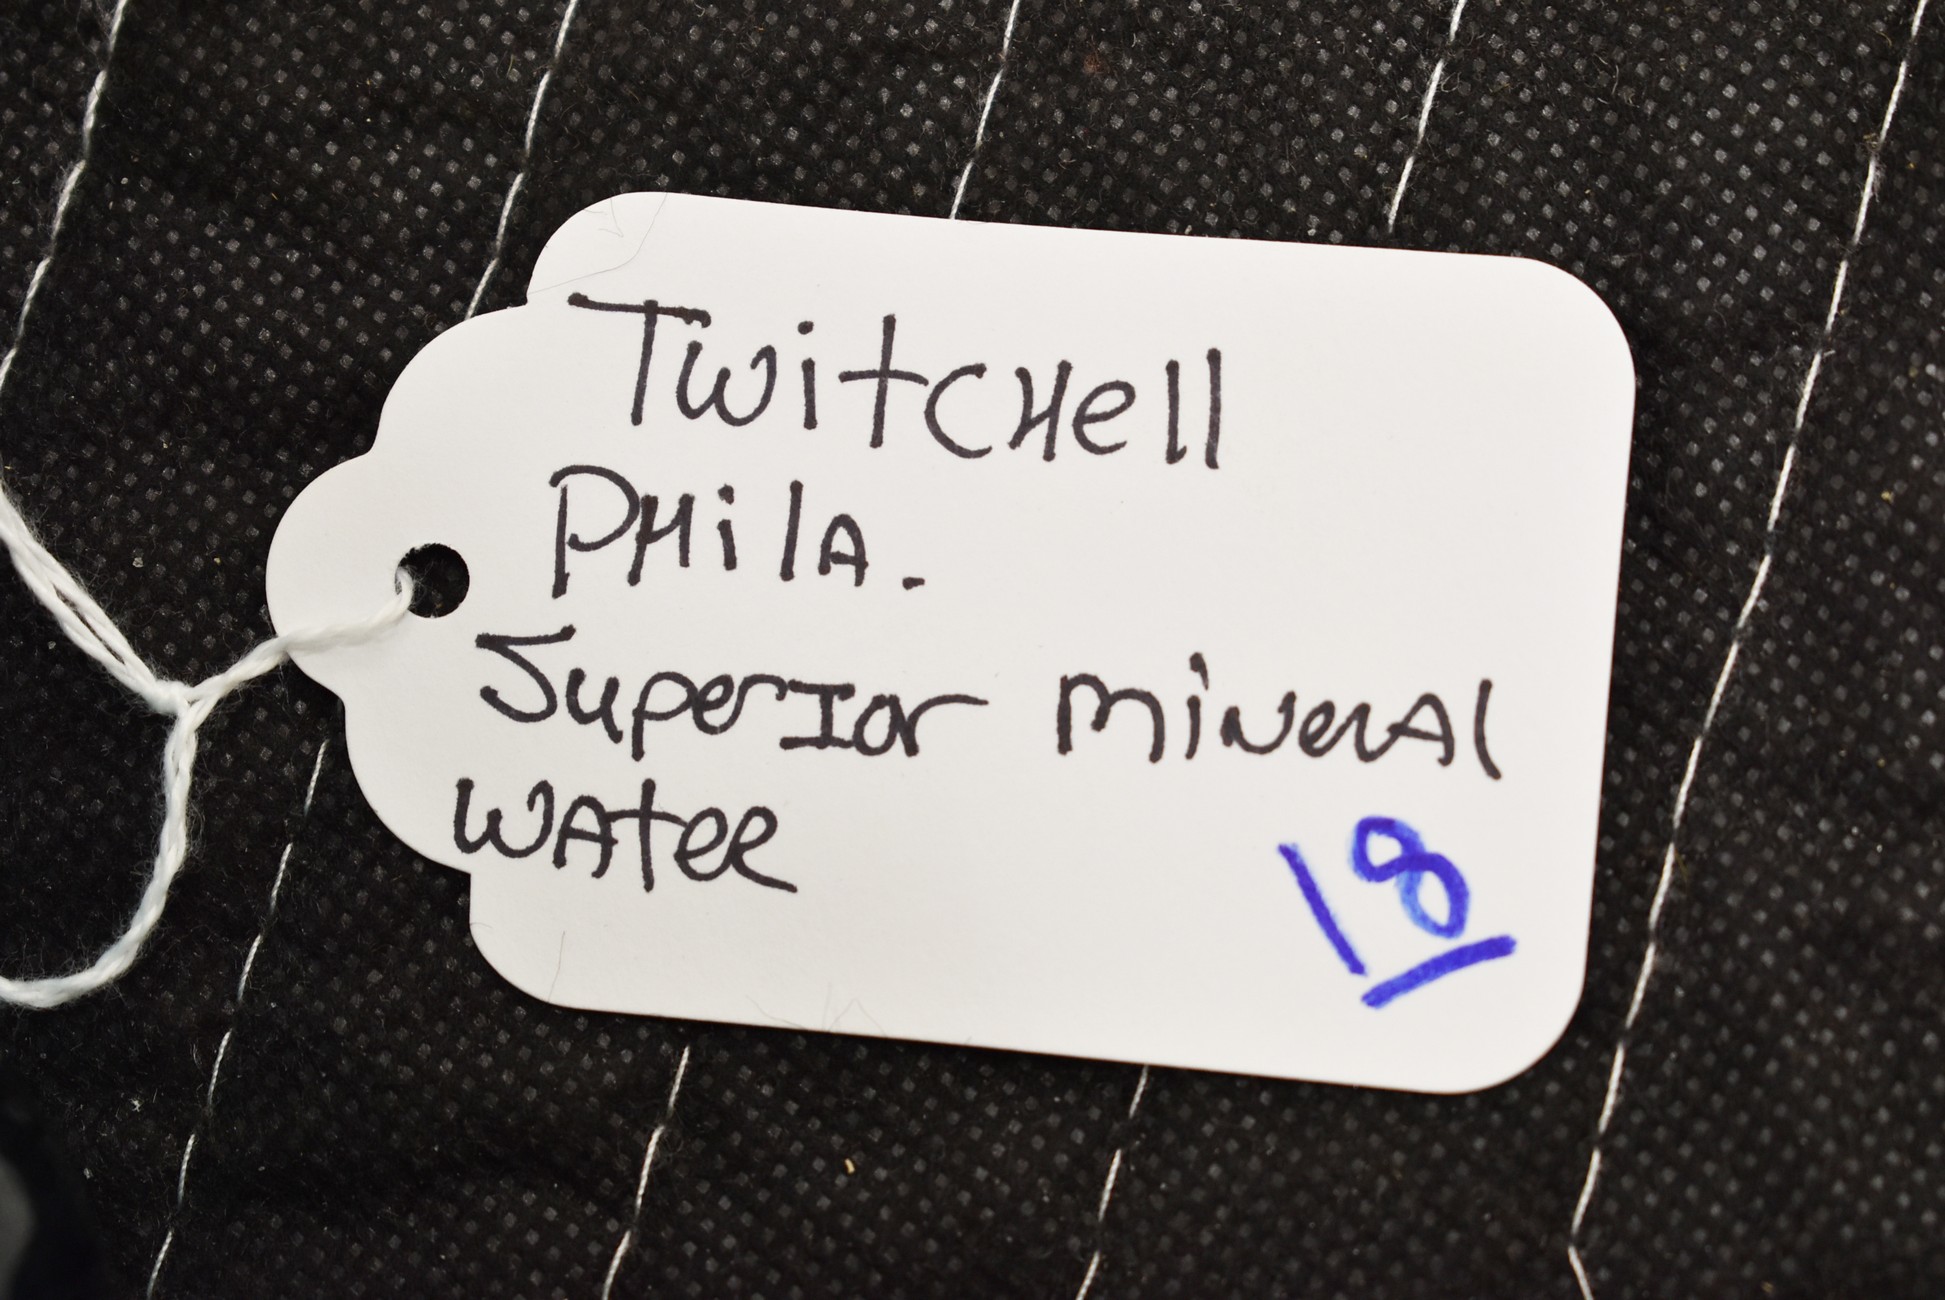 Twitchell
Phila.
Superior mineral
water
18